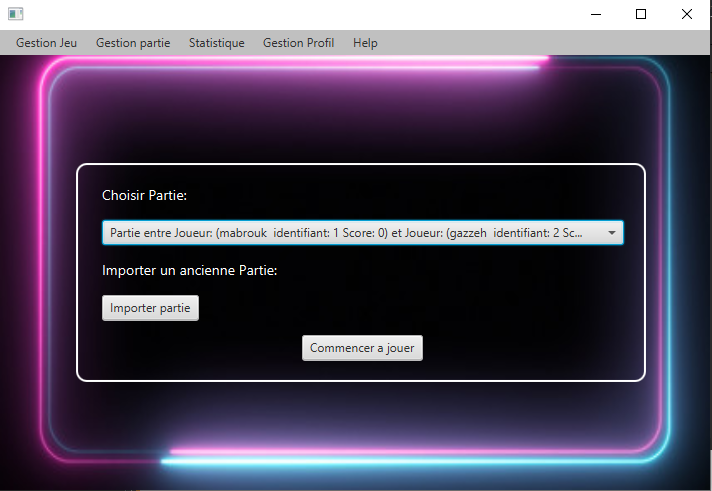 Gestion Jeu Gestion partie Statistique Gestion Profil Help
Choisir Partie:
Partie entre Joueur: (mabrouk identifiant: 1 Score: 0) et Joueur: (gazzeh identifiant: 2 Sc...
Importer un ancienne Partie:
Importer partie
Commencer a jouer